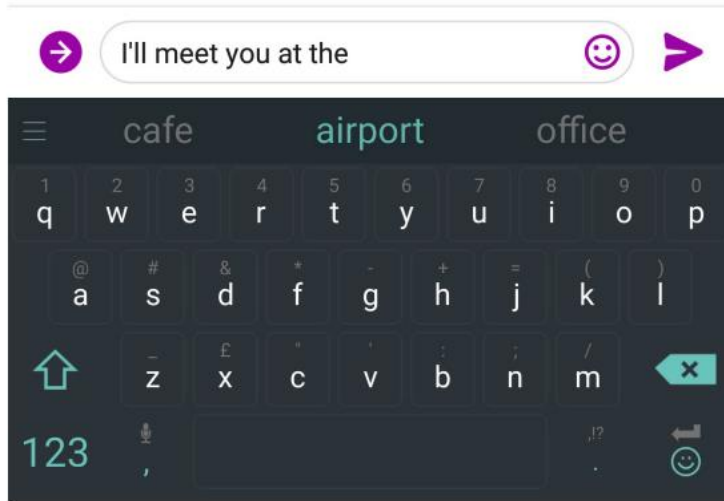 I'll meet you at the
cafe airport office
1 2 3 4 5 6 7 8 9 0
q w e r t y u i o p
@ # & * - + = ( )
a s d f g h j k l
_ £ " ' : ; /
z x c v b n m
123 , ,!? .